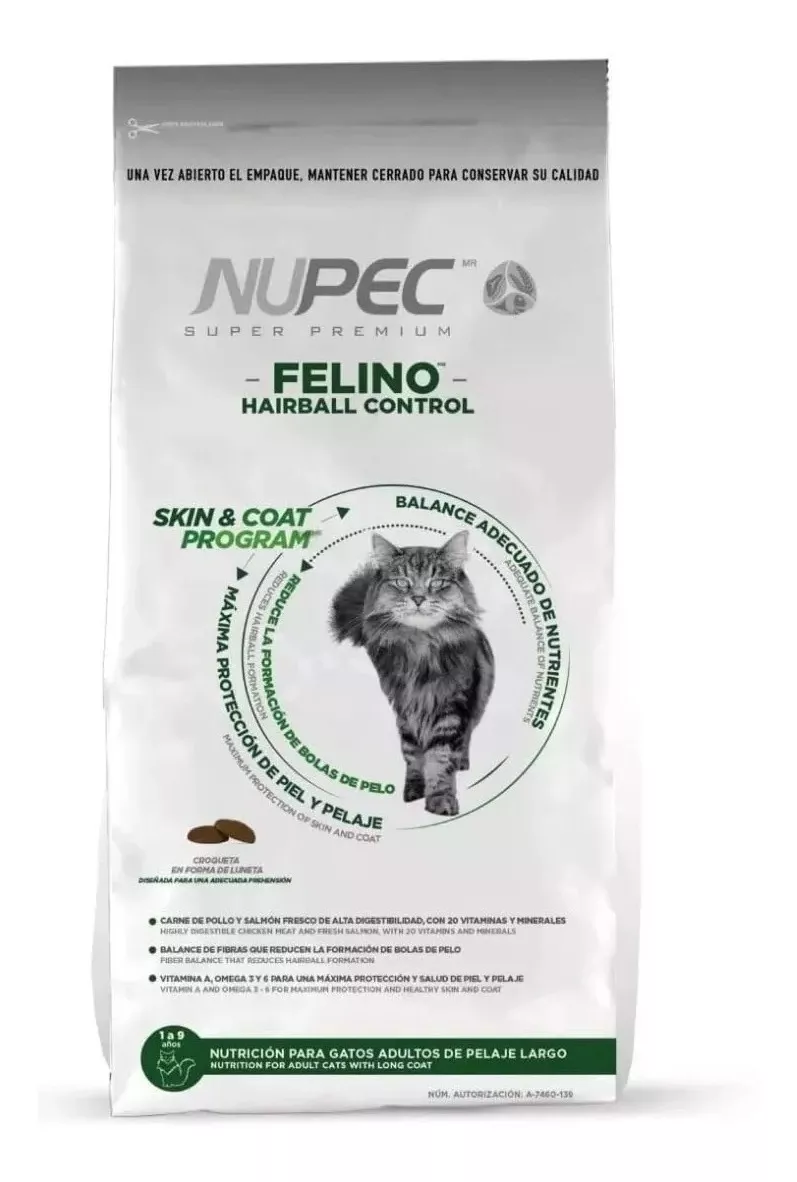 UNA VEZ ABIERTO EL EMPAQUE, MANTENER CERRADO PARA CONSERVAR SU CALIDAD
NUPEC MR
SUPER PREMIUM
- FELINO -
HAIRBALL CONTROL
SKIN & COAT
PROGRAM
BALANCE ADECUADO DE NUTRIENTES
ADEQUATE BALANCE OF NUTRIENTS
REDUCE LA FORMACIÓN DE BOLAS DE PELO
REDUCES HAIRBALL FORMATION
MÁXIMA PROTECCIÓN DE PIEL Y PELAJE
MAXIMUM PROTECTION OF SKIN AND COAT
CROQUETA
EN FORMA DE LUNETA
DISEÑADA PARA UNA ADECUADA PREHENSIÓN
● CARNE DE POLLO Y SALMÓN FRESCO DE ALTA DIGESTIBILIDAD, CON 20 VITAMINAS Y MINERALES
HIGHLY DIGESTIBLE CHICKEN MEAT AND FRESH SALMON, WITH 20 VITAMINS AND MINERALS
● BALANCE DE FIBRAS QUE REDUCEN LA FORMACIÓN DE BOLAS DE PELO
FIBER BALANCE THAT REDUCES HAIRBALL FORMATION
● VITAMINA A, OMEGA 3 Y 6 PARA UNA MÁXIMA PROTECCIÓN Y SALUD DE PIEL Y PELAJE
VITAMIN A AND OMEGA 3 - 6 FOR MAXIMUM PROTECTION AND HEALTHY SKIN AND COAT
1 a 9
años
NUTRICIÓN PARA GATOS ADULTOS DE PELAJE LARGO
NUTRITION FOR ADULT CATS WITH LONG COAT
NÚM. AUTORIZACIÓN: A-7460-139